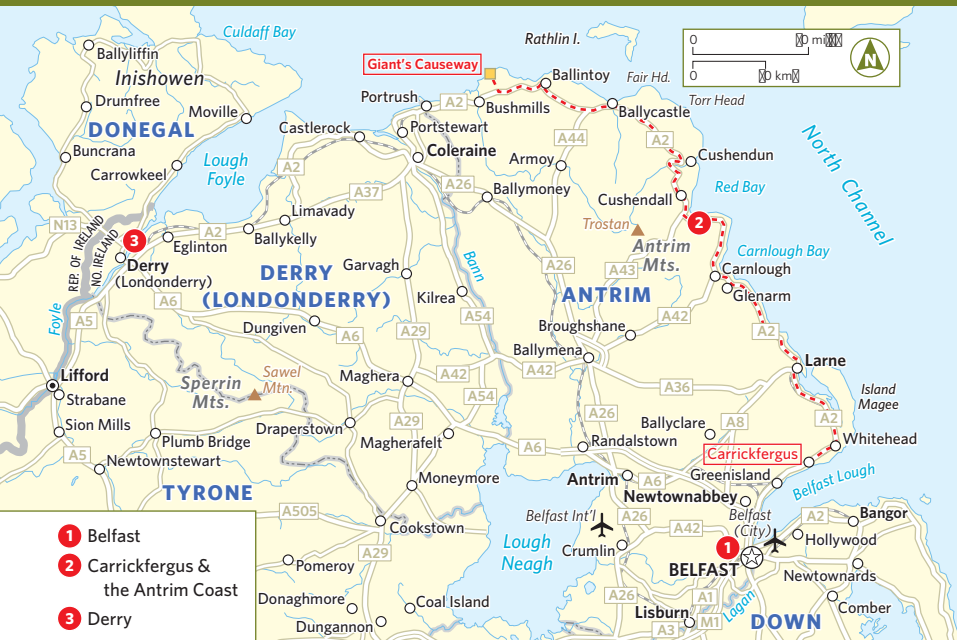 Culdaff Bay
Rathlin I.
0 10 mi
0 10 km
N
Ballyliffin
Inishowen
Giant's Causeway
Ballintoy
Fair Hd.
Torr Head
Drumfree
Moville
DONEGAL
Portrush
A2
Bushmills
Ballycastle
Castlerock
Portstewart
A44
A2
North Channel
Buncrana
Lough
Foyle
Coleraine
Armoy
Cushendun
Carrowkeel
A2
A26
Ballymoney
Red Bay
A37
Cushendall
Limavady
N13
REP. OF IRELAND
NO. IRELAND
3
A2
Eglinton
Ballykelly
Trostan
2
Antrim
Mts.
Carnlough Bay
Derry
(Londonderry)
DERRY
(LONDONDERRY)
Garvagh
Bann
A26
A43
Carnlough
Glenarm
ANTRIM
A6
Kilrea
Foyle
A5
Dungiven
A6
A29
A54
Broughshane
A42
A2
Ballymena
Larne
Lifford
Strabane
Sperrin
Mts.
Sawel
Mtn.
Maghera
A42
A42
A36
Island
Magee
A54
Sion Mills
Draperstown
A29
A26
Ballyclare
A8
A2
Plumb Bridge
Magherafelt
A6
Randalstown
Carrickfergus
Whitehead
A5
Newtownstewart
TYRONE
Moneymore
Antrim
A6
Greenisland
Belfast Lough
Newtownabbey
A505
Cookstown
Belfast Int'l
A26
A42
Belfast
(City)
A2
Bangor
1 Belfast
2 Carrickfergus &
the Antrim Coast
3 Derry
A29
Lough
Neagh
Crumlin
1
BELFAST
Hollywood
Pomeroy
Newtownards
Donaghmore
Coal Island
A26
A1
Lagan
Comber
Dungannon
Lisburn
A3
M1
DOWN